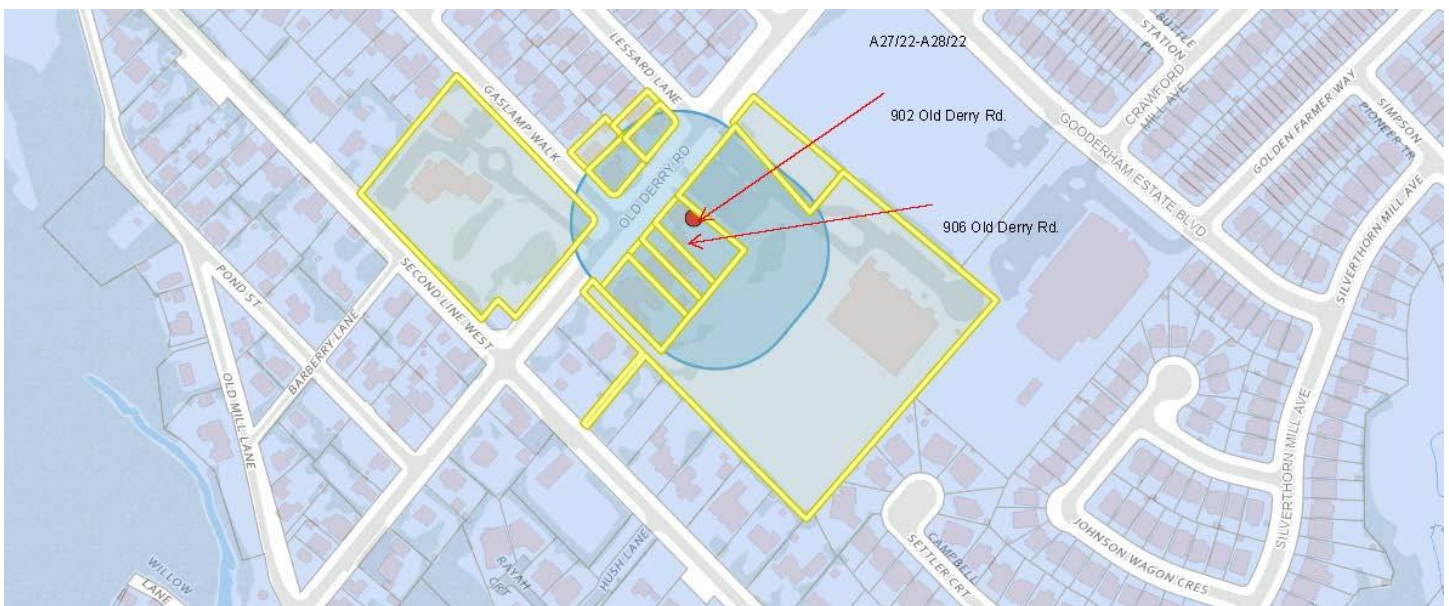 A27/22-A28/22
902 Old Derry Rd.
906 Old Derry Rd.
LESSARD LANE
GASLAMP WALK
OLD DERRY RD
SECOND LINE WEST
POND ST
BARBERRY LANE
OLD MILL LANE
WILLOW
LANE
RAVAH
CRT
HUSH LANE
CAMPBELL
SETTLER CRT
JOHNSON WAGON CRES
SILVERTHORN MILL AVE
SILVERTHORN MILL AVE
GOODERHAM ESTATE BLVD
GOLDEN FARMER WAY
SIMPSON
PIONEER TR
CRAWFORD
MILL AVE
STATION